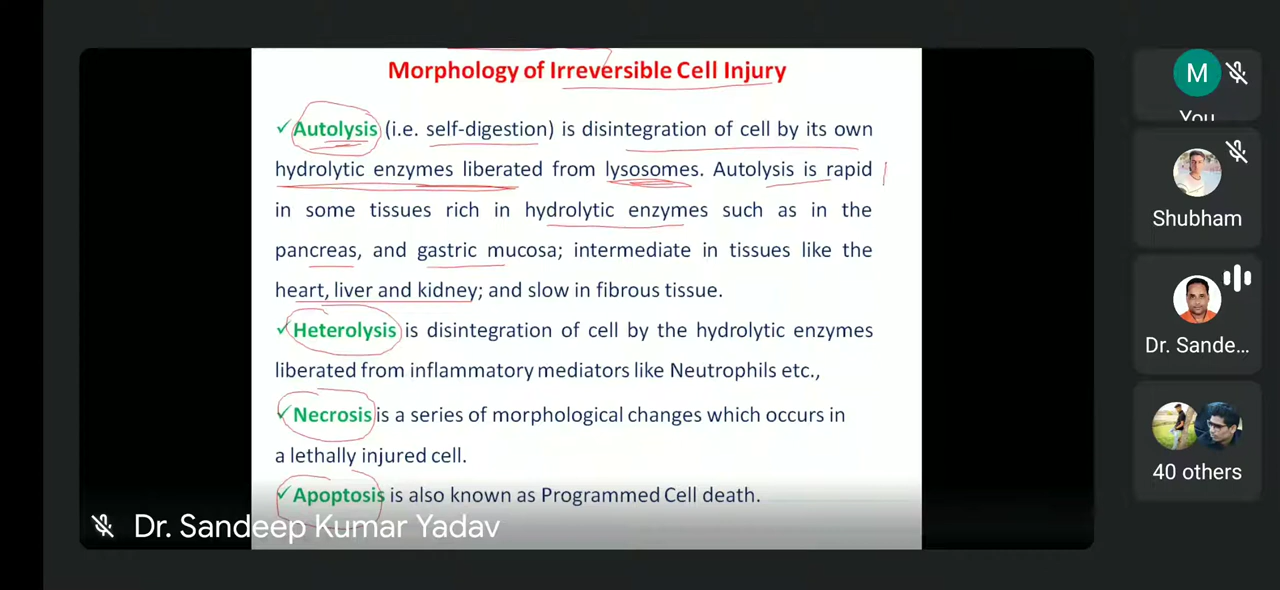 Morphology of Irreversible Cell Injury
✓ Autolysis (i.e. self-digestion) is disintegration of cell by its own
hydrolytic enzymes liberated from lysosomes. Autolysis is rapid
in some tissues rich in hydrolytic enzymes such as in the
pancreas, and gastric mucosa; intermediate in tissues like the
heart, liver and kidney; and slow in fibrous tissue.
✓ Heterolysis is disintegration of cell by the hydrolytic enzymes
liberated from inflammatory mediators like Neutrophils etc.,
✓ Necrosis is a series of morphological changes which occurs in
a lethally injured cell.
✓ Apoptosis is also known as Programmed Cell death.
Dr. Sandeep Kumar Yadav
M
You
Shubham
Dr. Sande...
40 others